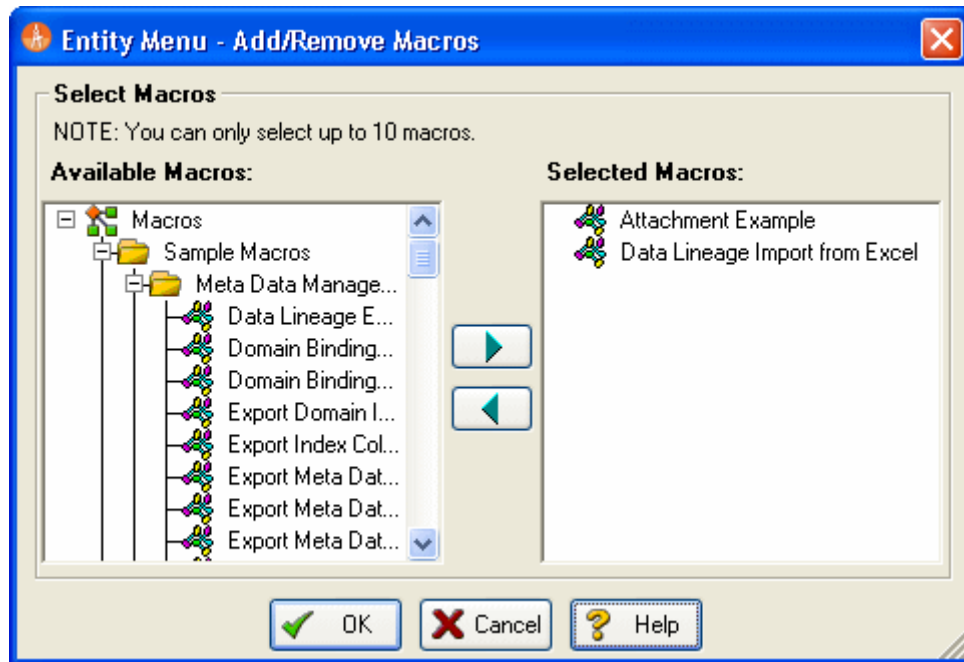 Entity Menu - Add/Remove Macros
Select Macros
NOTE: You can only select up to 10 macros.
Available Macros:
Macros
Sample Macros
Meta Data Manage...
Data Lineage E...
Domain Binding...
Domain Binding...
Export Domain I...
Export Index Col...
Export Meta Dat...
Export Meta Dat...
Export Meta Dat...
Selected Macros:
Attachment Example
Data Lineage Import from Excel
OK
Cancel
Help